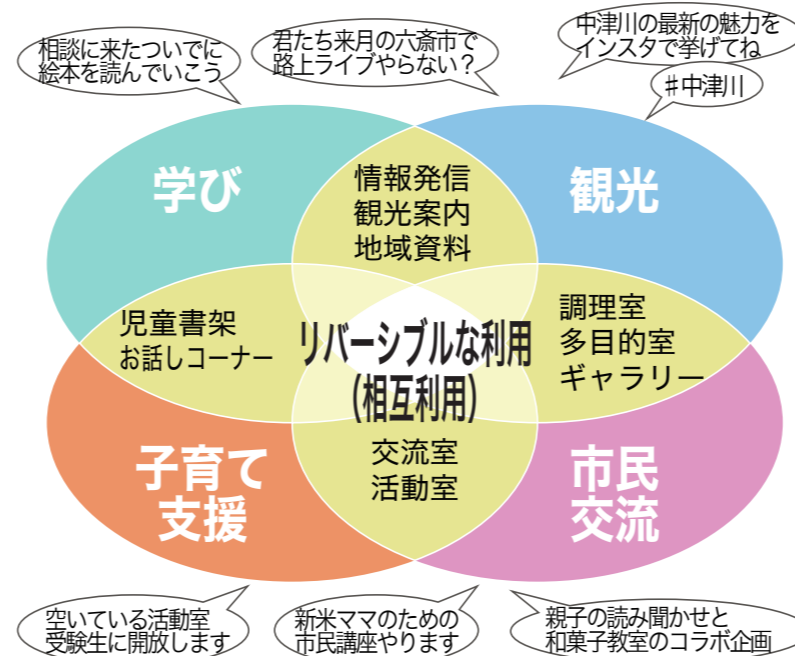 相談に来たついでに
絵本を読んでいこう
君たち来月の六斎市で
路上ライブやらない？
中津川の最新の魅力を
インスタで挙げてね
＃中津川
学び
情報発信
観光案内
地域資料
観光
児童書架
お話しコーナー
リバーシブルな利用
(相互利用)
調理室
多目的室
ギャラリー
子育て
支援
交流室
活動室
市民
交流
空いている活動室
受験生に開放します
新米ママのための
市民講座やります
親子の読み聞かせと
和菓子教室のコラボ企画